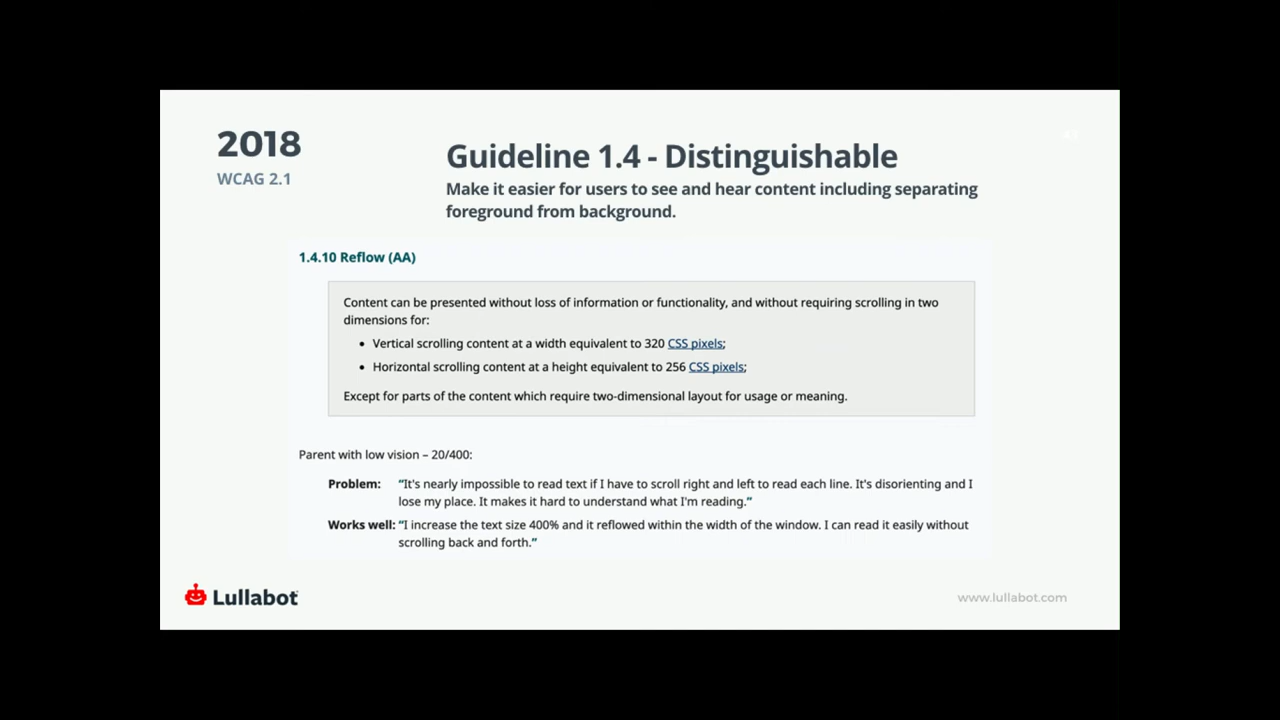 2018
WCAG 2.1
Guideline 1.4 - Distinguishable
Make it easier for users to see and hear content including separating
foreground from background.
1.4.10 Reflow (AA)
Content can be presented without loss of information or functionality, and without requiring scrolling in two
dimensions for:
• Vertical scrolling content at a width equivalent to 320 CSS pixels;
• Horizontal scrolling content at a height equivalent to 256 CSS pixels;
Except for parts of the content which require two-dimensional layout for usage or meaning.
Parent with low vision – 20/400:
Problem: “It's nearly impossible to read text if I have to scroll right and left to read each line. It's disorienting and I
lose my place. It makes it hard to understand what I'm reading.”
Works well: “I increase the text size 400% and it reflowed within the width of the window. I can read it easily without
scrolling back and forth.”
Lullabot
www.lullabot.com